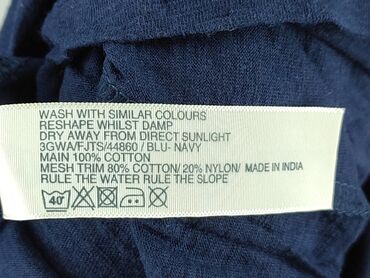 WASH WITH SIMILAR COLOURS
RESHAPE WHILST DAMP
DRY AWAY FROM DIRECT SUNLIGHT
3GWA/FJTS/44860 / BLU- NAVY
MAIN 100% COTTON
MESH TRIM 80% COTTON/ 20% NYLON/ MADE IN INDIA
RULE THE WATER RULE THE SLOPE
40°